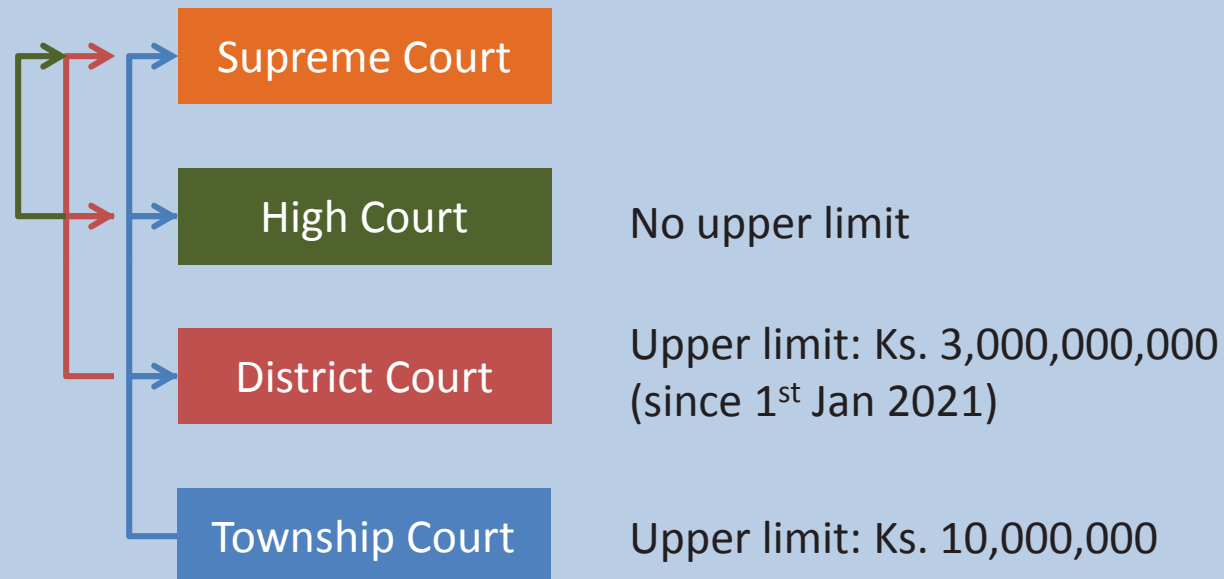 Supreme Court
High Court
No upper limit
District Court
Upper limit: Ks. 3,000,000,000
(since 1st Jan 2021)
Township Court
Upper limit: Ks. 10,000,000